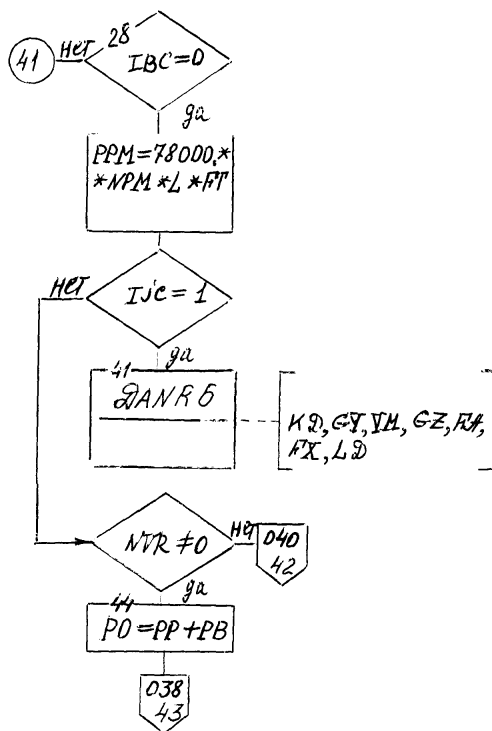 28
41
нет
IBC=0
да
PPM=78000.*
*NPM*L*FT
нет
IJC=1
да
41
DANR6
KD, GY, YM, GZ, FA,
FX, LD
NTR≠0
нет
040
42
да
44
PO=PP+PB
038
43